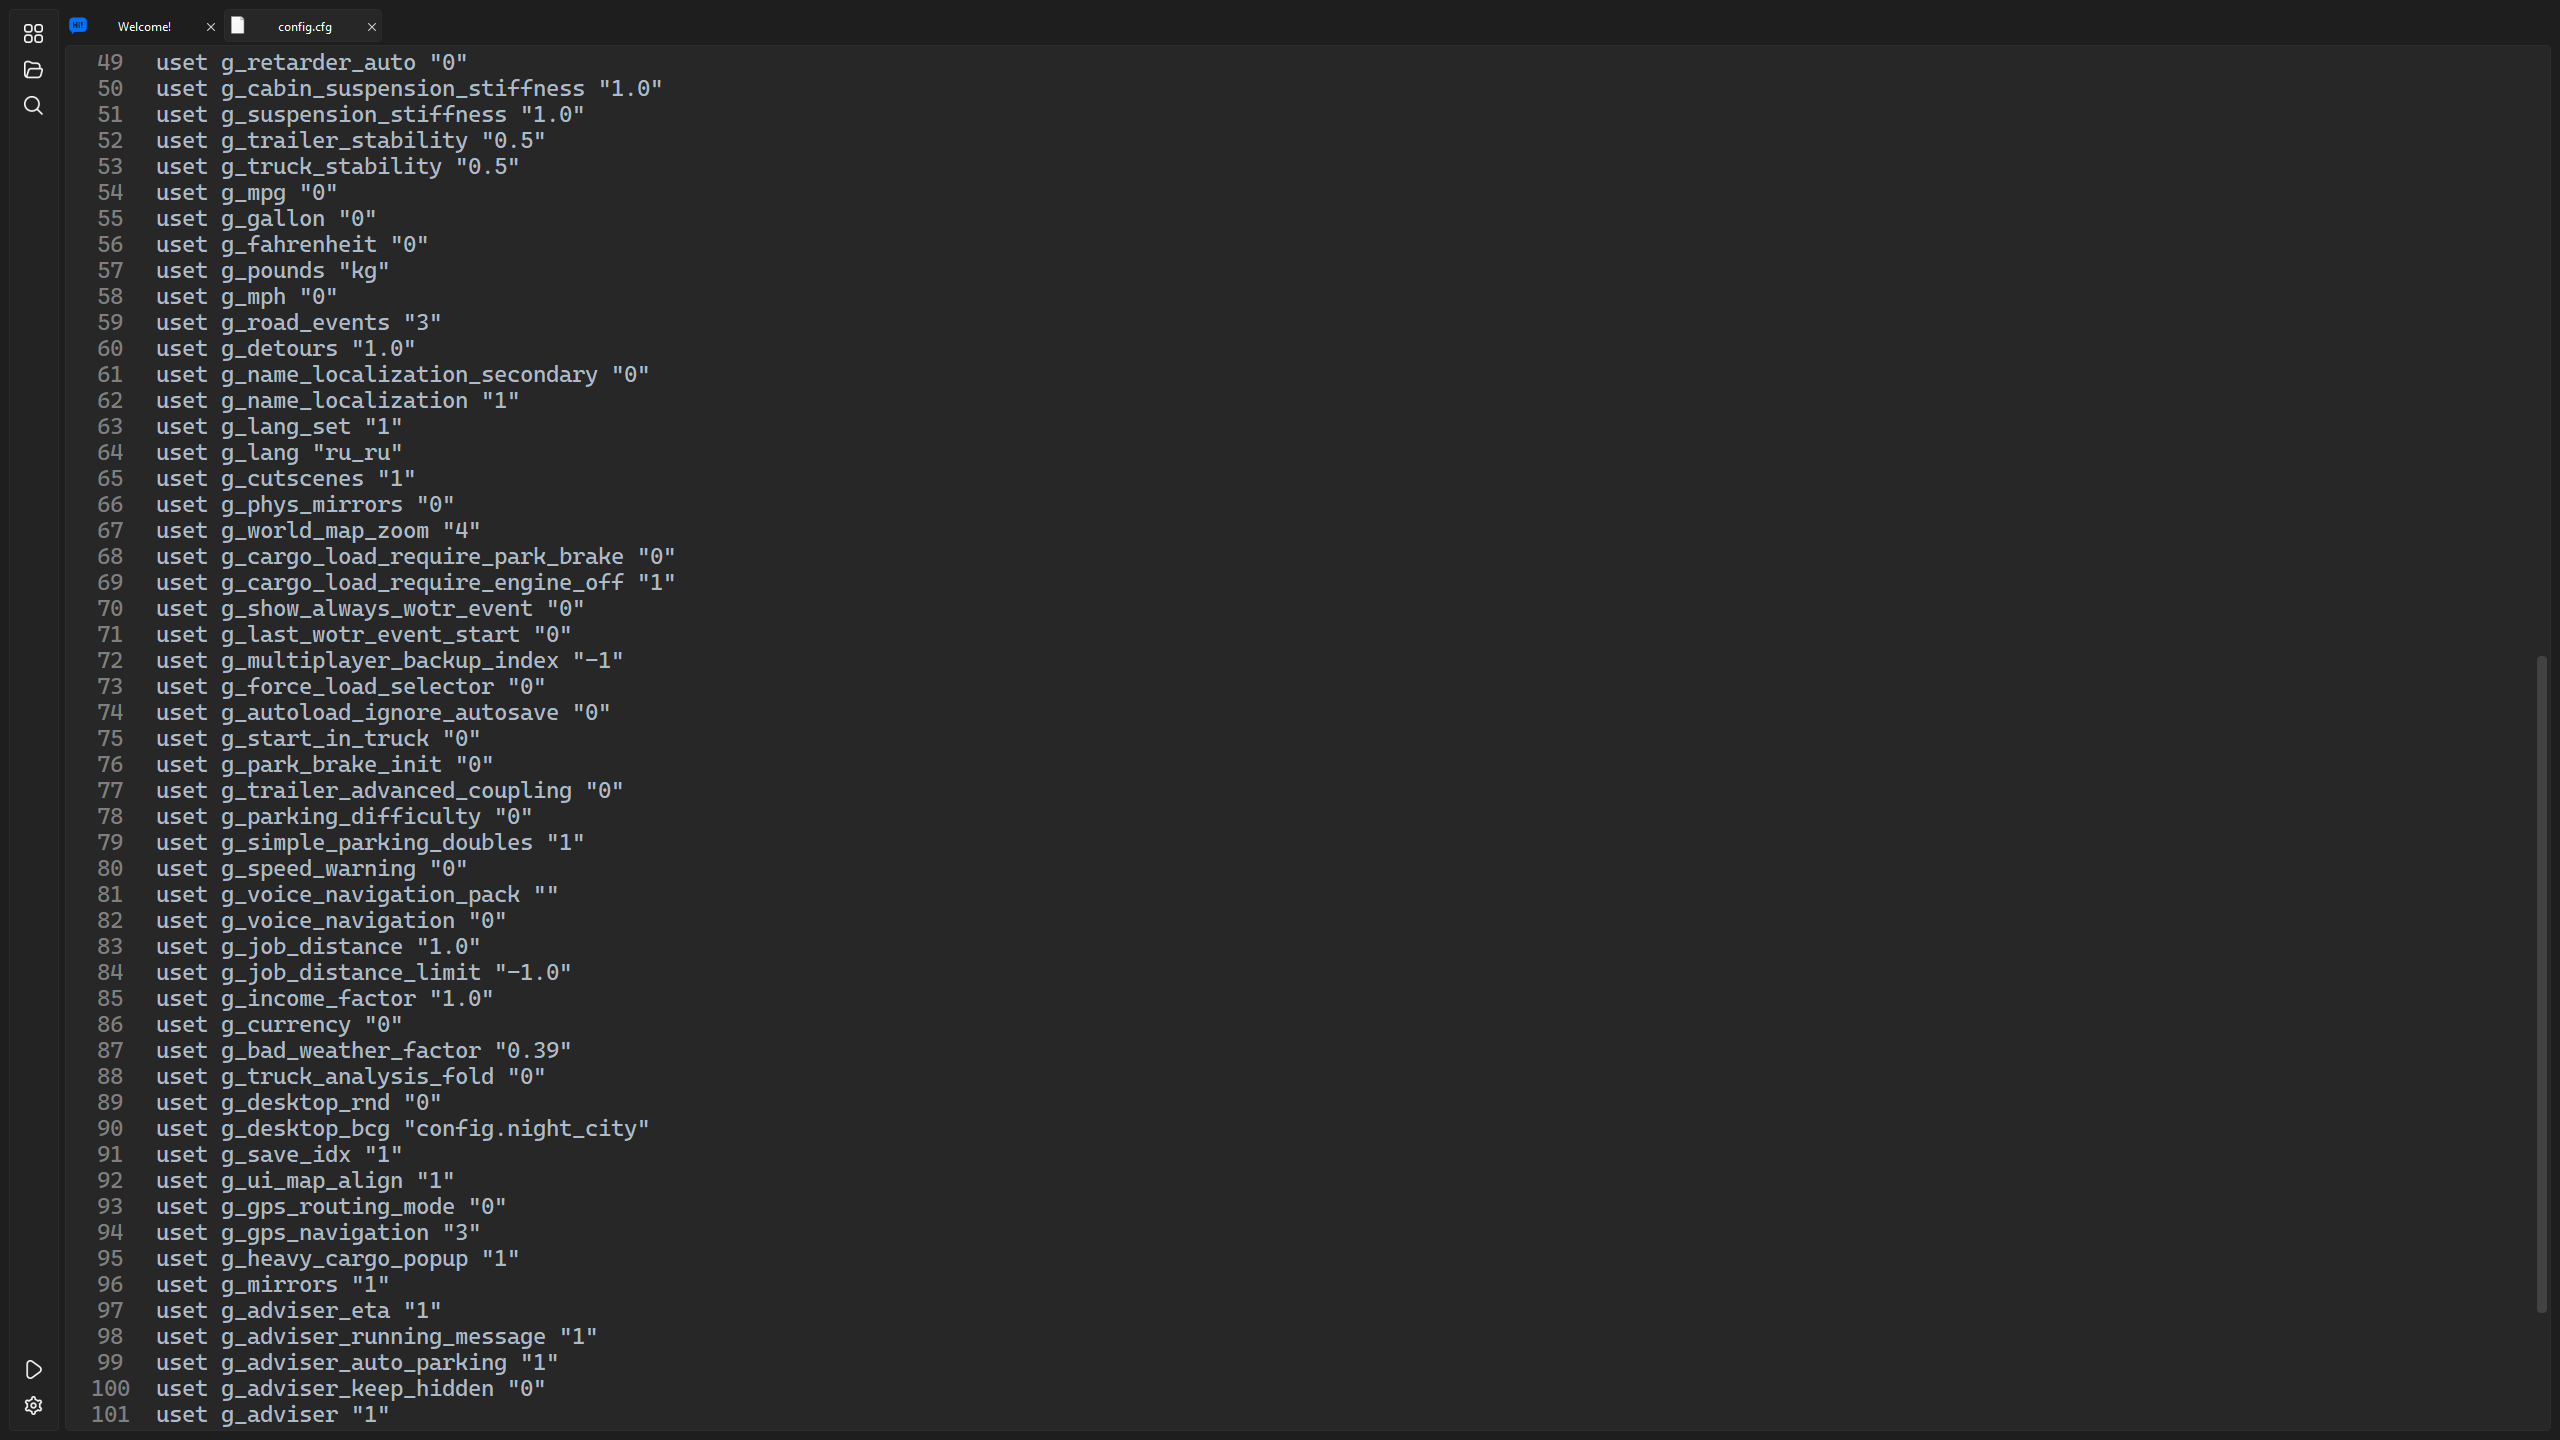 Hi!
Welcome!
config.cfg
49 uset g_retarder_auto "0"
50 uset g_cabin_suspension_stiffness "1.0"
51 uset g_suspension_stiffness "1.0"
52 uset g_trailer_stability "0.5"
53 uset g_truck_stability "0.5"
54 uset g_mpg "0"
55 uset g_gallon "0"
56 uset g_fahrenheit "0"
57 uset g_pounds "kg"
58 uset g_mph "0"
59 uset g_road_events "3"
60 uset g_detours "1.0"
61 uset g_name_localization_secondary "0"
62 uset g_name_localization "1"
63 uset g_lang_set "1"
64 uset g_lang "ru_ru"
65 uset g_cutscenes "1"
66 uset g_phys_mirrors "0"
67 uset g_world_map_zoom "4"
68 uset g_cargo_load_require_park_brake "0"
69 uset g_cargo_load_require_engine_off "1"
70 uset g_show_always_wotr_event "0"
71 uset g_last_wotr_event_start "0"
72 uset g_multiplayer_backup_index "-1"
73 uset g_force_load_selector "0"
74 uset g_autoload_ignore_autosave "0"
75 uset g_start_in_truck "0"
76 uset g_park_brake_init "0"
77 uset g_trailer_advanced_coupling "0"
78 uset g_parking_difficulty "0"
79 uset g_simple_parking_doubles "1"
80 uset g_speed_warning "0"
81 uset g_voice_navigation_pack ""
82 uset g_voice_navigation "0"
83 uset g_job_distance "1.0"
84 uset g_job_distance_limit "-1.0"
85 uset g_income_factor "1.0"
86 uset g_currency "0"
87 uset g_bad_weather_factor "0.39"
88 uset g_truck_analysis_fold "0"
89 uset g_desktop_rnd "0"
90 uset g_desktop_bcg "config.night_city"
91 uset g_save_idx "1"
92 uset g_ui_map_align "1"
93 uset g_gps_routing_mode "0"
94 uset g_gps_navigation "3"
95 uset g_heavy_cargo_popup "1"
96 uset g_mirrors "1"
97 uset g_adviser_eta "1"
98 uset g_adviser_running_message "1"
99 uset g_adviser_auto_parking "1"
100 uset g_adviser_keep_hidden "0"
101 uset g_adviser "1"